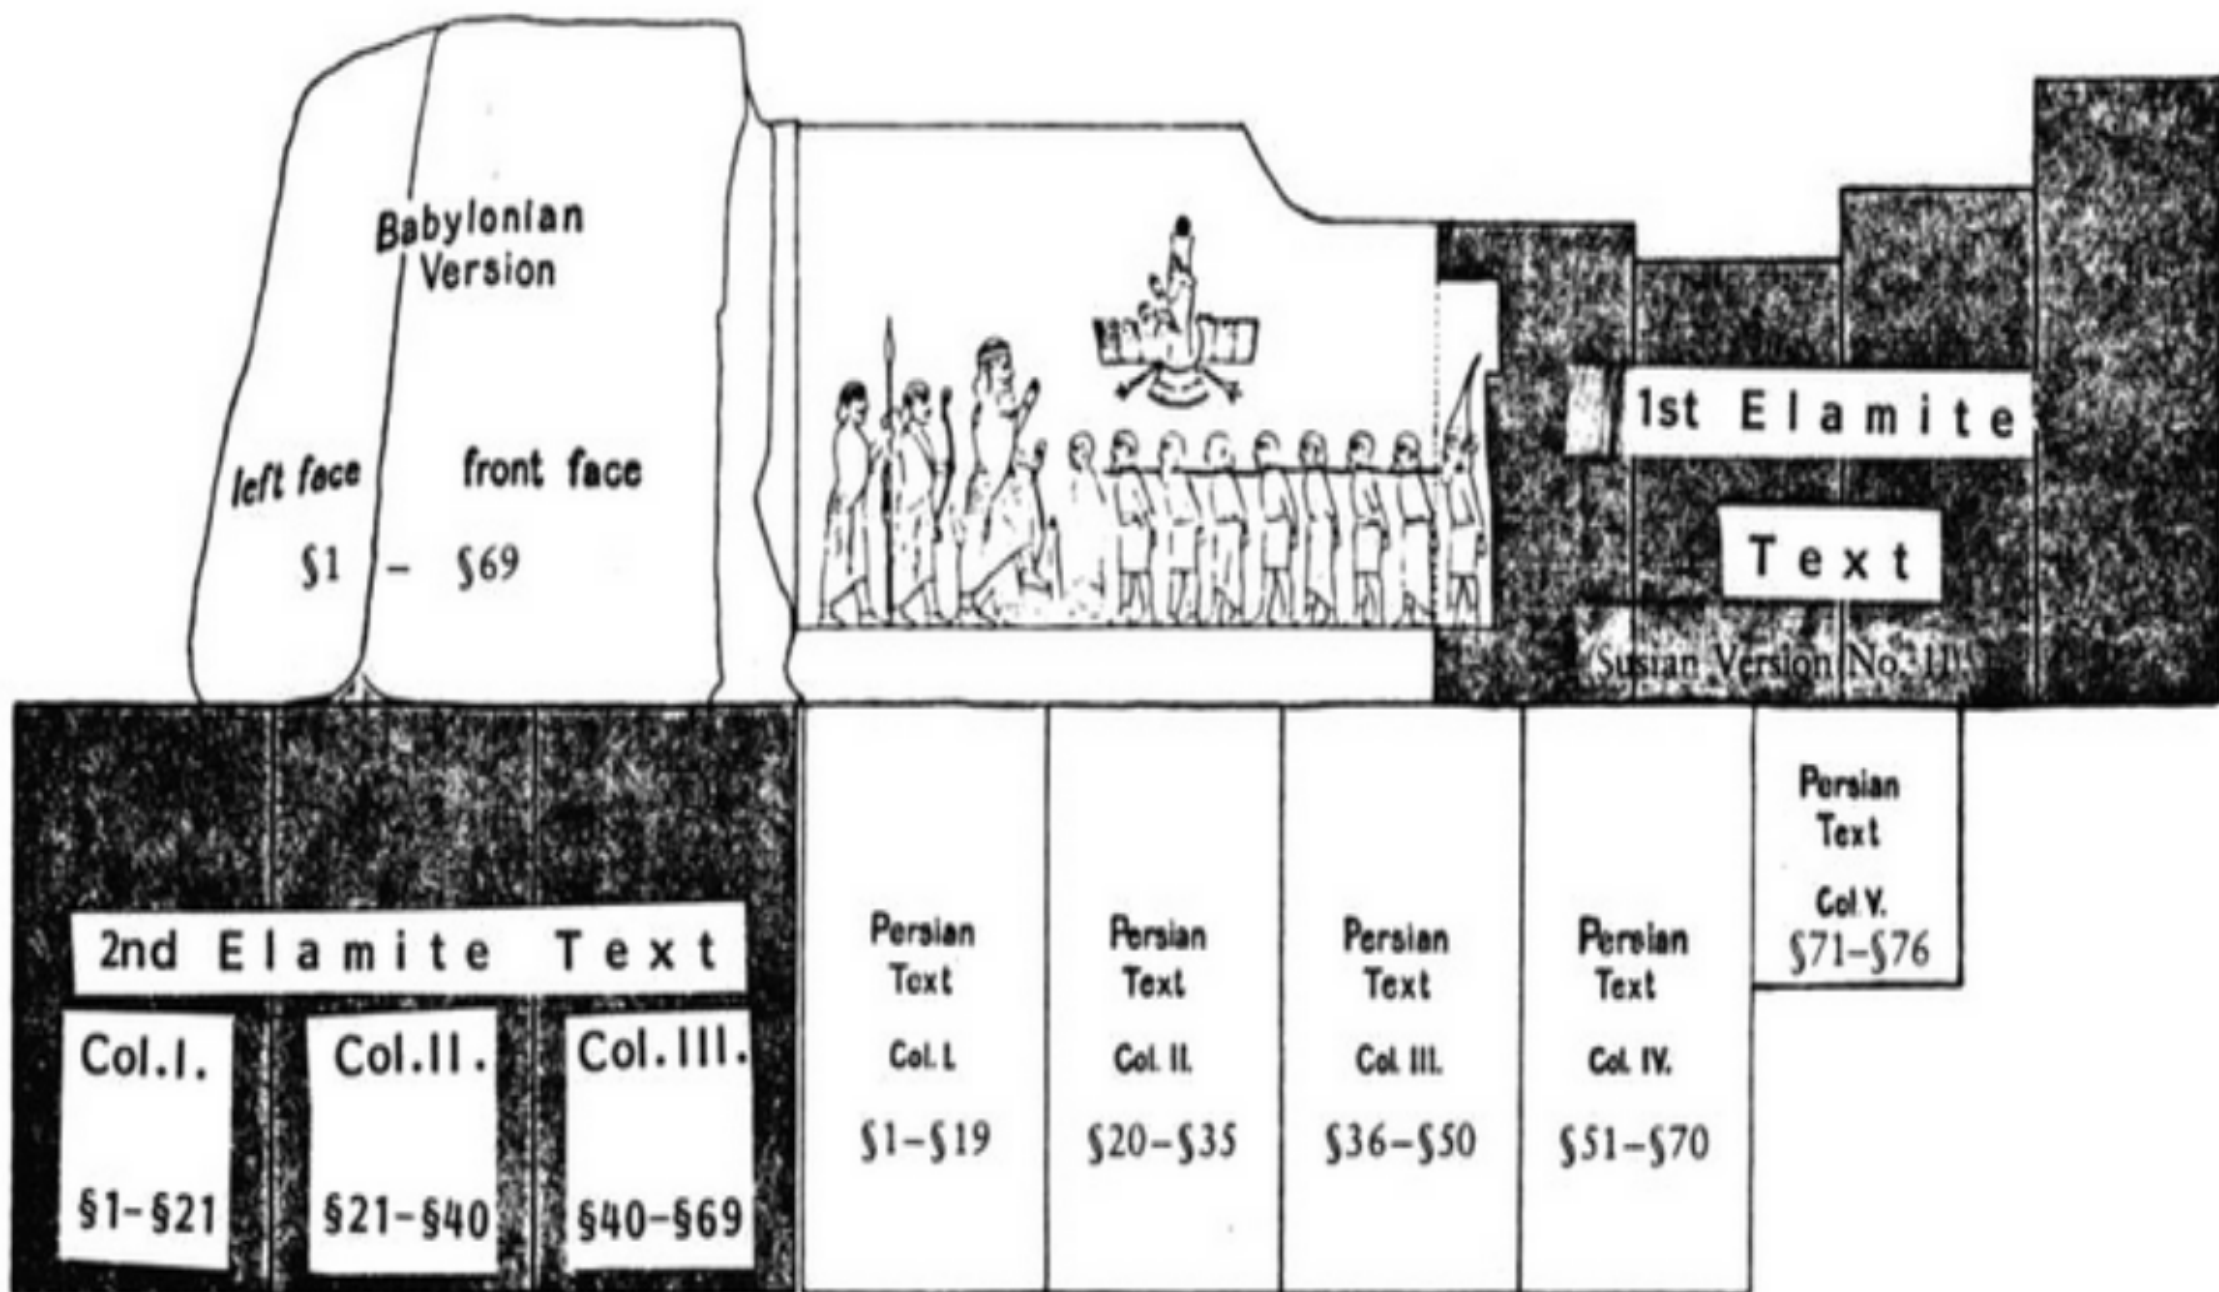 Babylonian
Version
left face
front face
§1 – §69
1st Elamite
Text
(Susian Version No.
2nd Elamite Text
Col.I.
§1–§21
Col.II.
§21–§40
Col.III.
§40–§69
Persian
Text
Col. I.
§1–§19
Persian
Text
Col. II.
§20–§35
Persian
Text
Col. III.
§36–§50
Persian
Text
Col. IV.
§51–§70
Persian
Text
Col V.
§71–§76